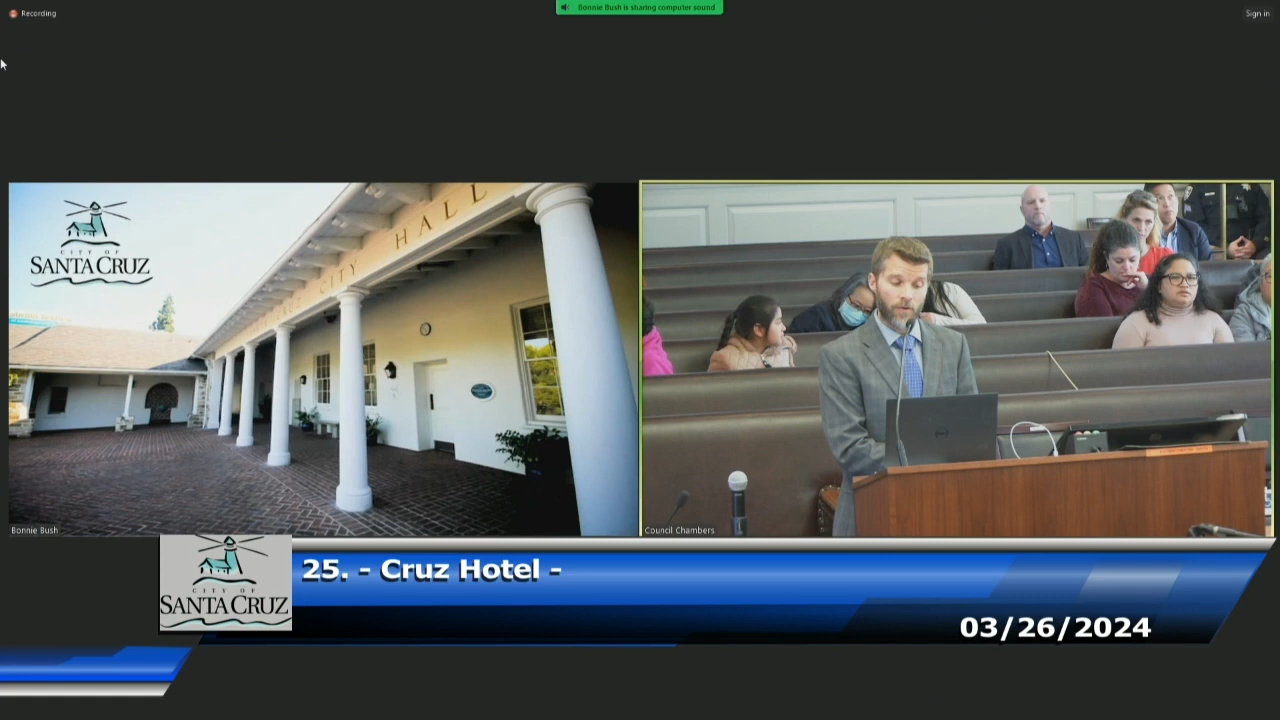 Recording
Bonnie Bush is sharing computer sound
Sign in
CITY OF
SANTA CRUZ
CITY HALL
Bonnie Bush
Council Chambers
CITY OF
SANTA CRUZ
25. - Cruz Hotel -
03/26/2024